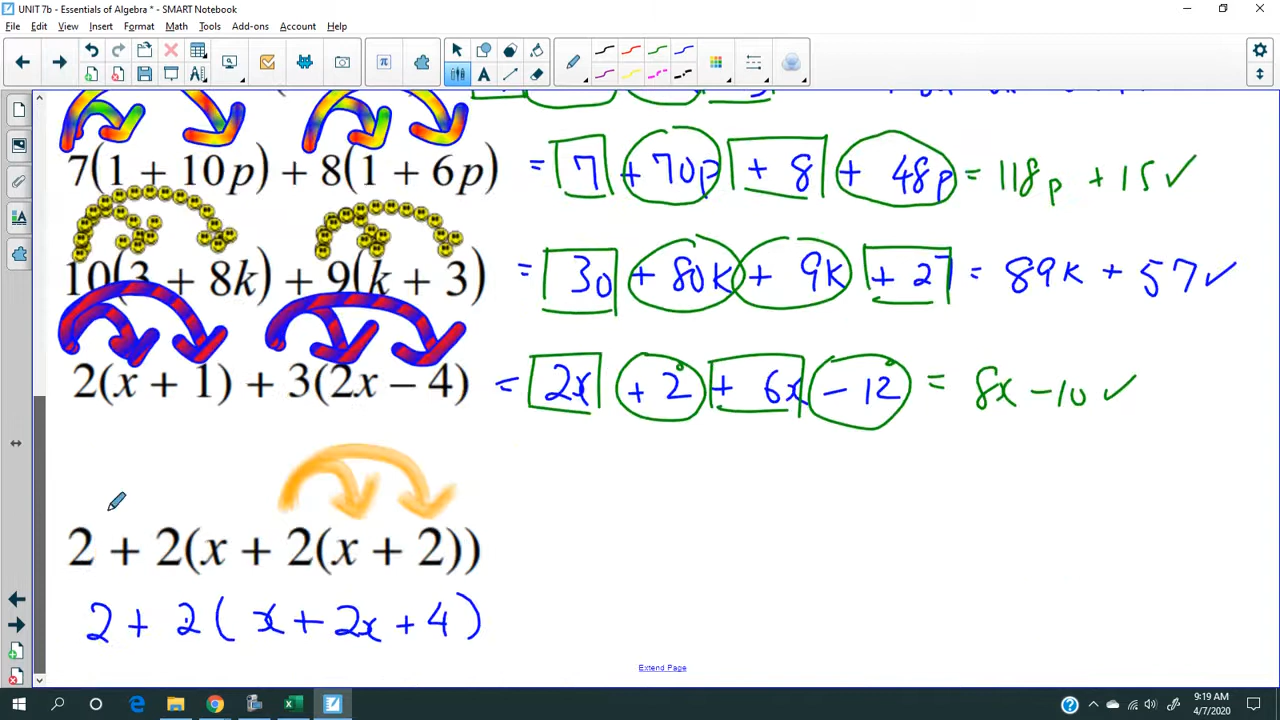 UNIT 7b - Essentials of Algebra * - SMART Notebook
File Edit View Insert Format Math Tools Add-ons Account Help
7(1 + 10p) + 8(1 + 6p) = 7 + 70p + 8 + 48p = 118p + 15 ✓
10(3 + 8k) + 9(k + 3) = 30 + 80k + 9k + 27 = 89k + 57 ✓
2(x + 1) + 3(2x – 4) = 2x + 2 + 6x – 12 = 8x – 10 ✓
2 + 2(x + 2(x + 2))
2 + 2(x + 2x + 4)
Extend Page
9:19 AM
4/7/2020